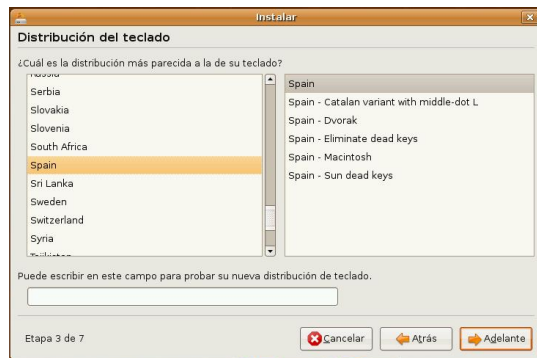 Instalar
Distribución del teclado
¿Cuál es la distribución más parecida a la de su teclado?
Russia
Serbia
Slovakia
Slovenia
South Africa
Spain
Sri Lanka
Sweden
Switzerland
Syria
Spain
Spain - Catalan variant with middle-dot L
Spain - Dvorak
Spain - Eliminate dead keys
Spain - Macintosh
Spain - Sun dead keys
Puede escribir en este campo para probar su nueva distribución de teclado.
Etapa 3 de 7
Cancelar
Atrás
Adelante